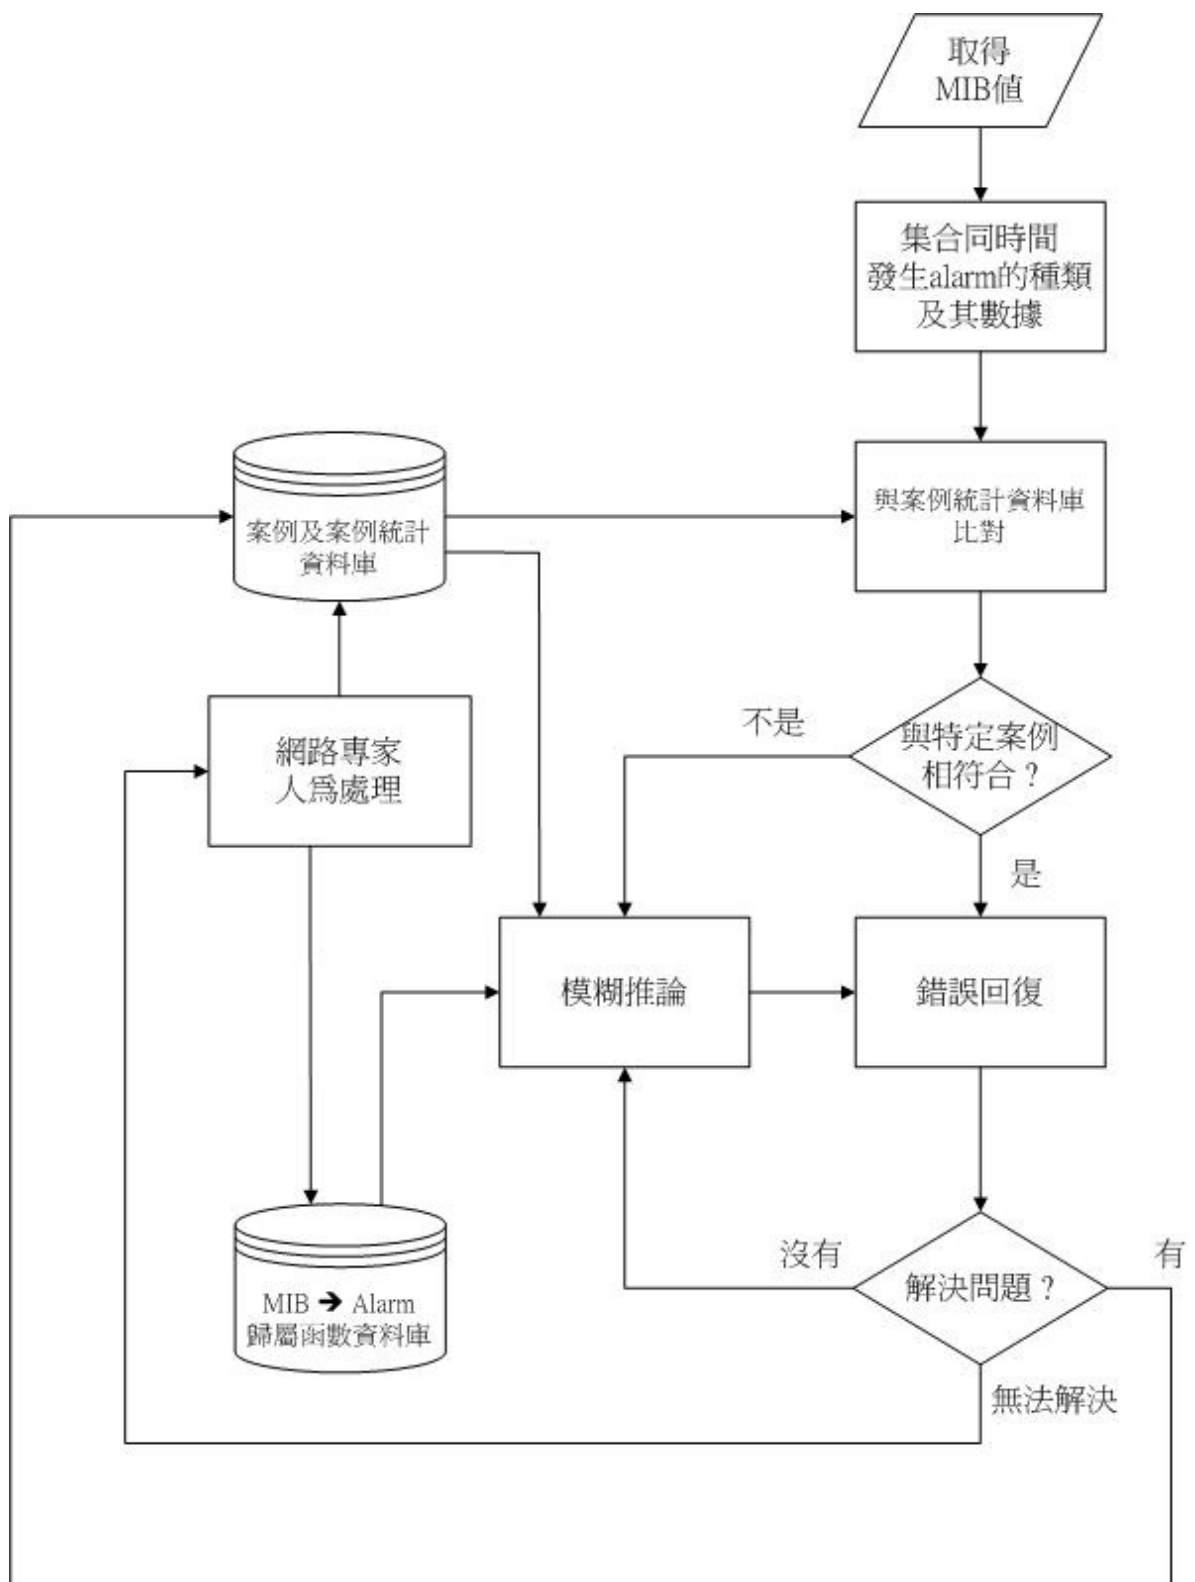 取得
MIB值
集合同時間
發生alarm的種類
及其數據
與案例統計資料庫
比對
案例及案例統計
資料庫
網路專家
人為處理
不是
與特定案例
相符合？
是
模糊推論
錯誤回復
沒有
有
解決問題？
MIB ➔ Alarm
歸屬函數資料庫
無法解決